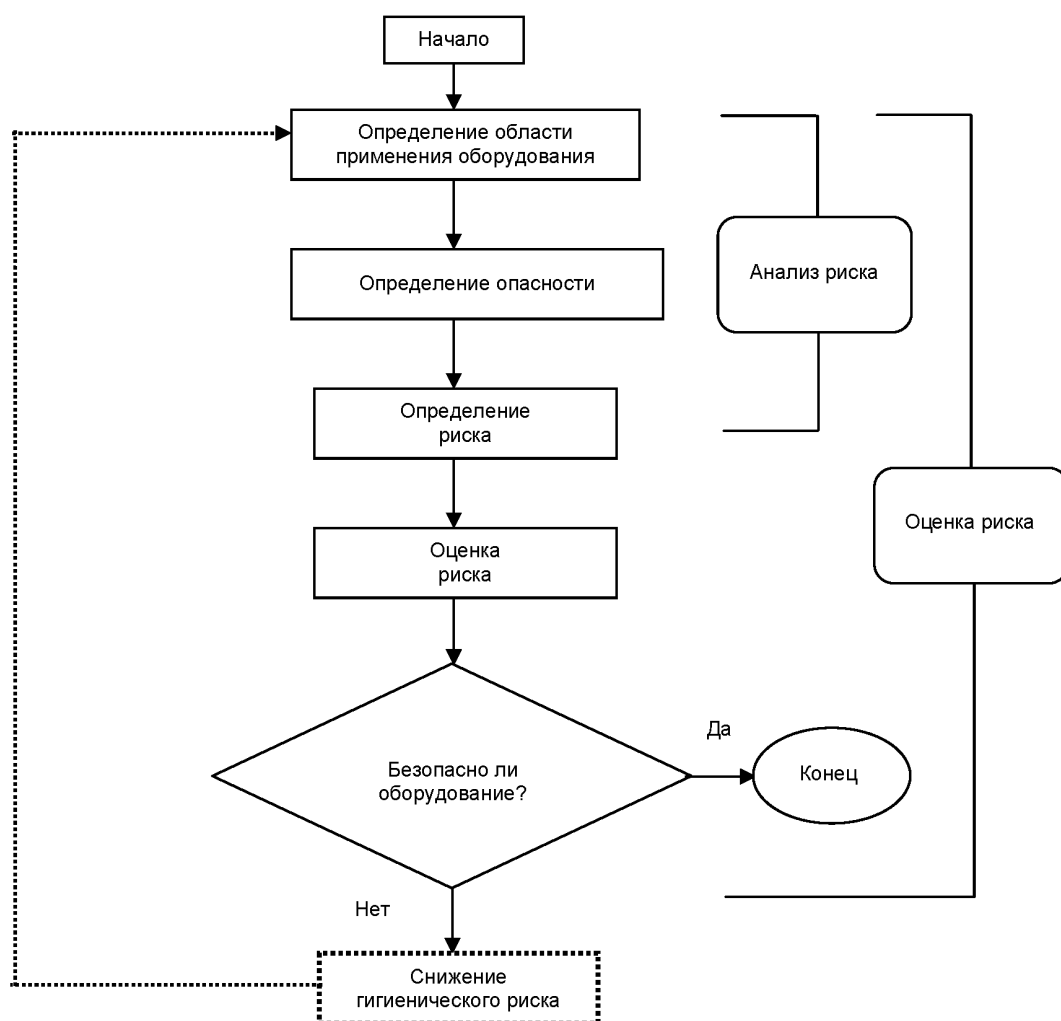 Начало
Определение области
применения оборудования
Определение опасности
Анализ риска
Определение
риска
Оценка риска
Оценка
риска
Да
Безопасно ли
оборудование?
Конец
Нет
Снижение
гигиенического риска